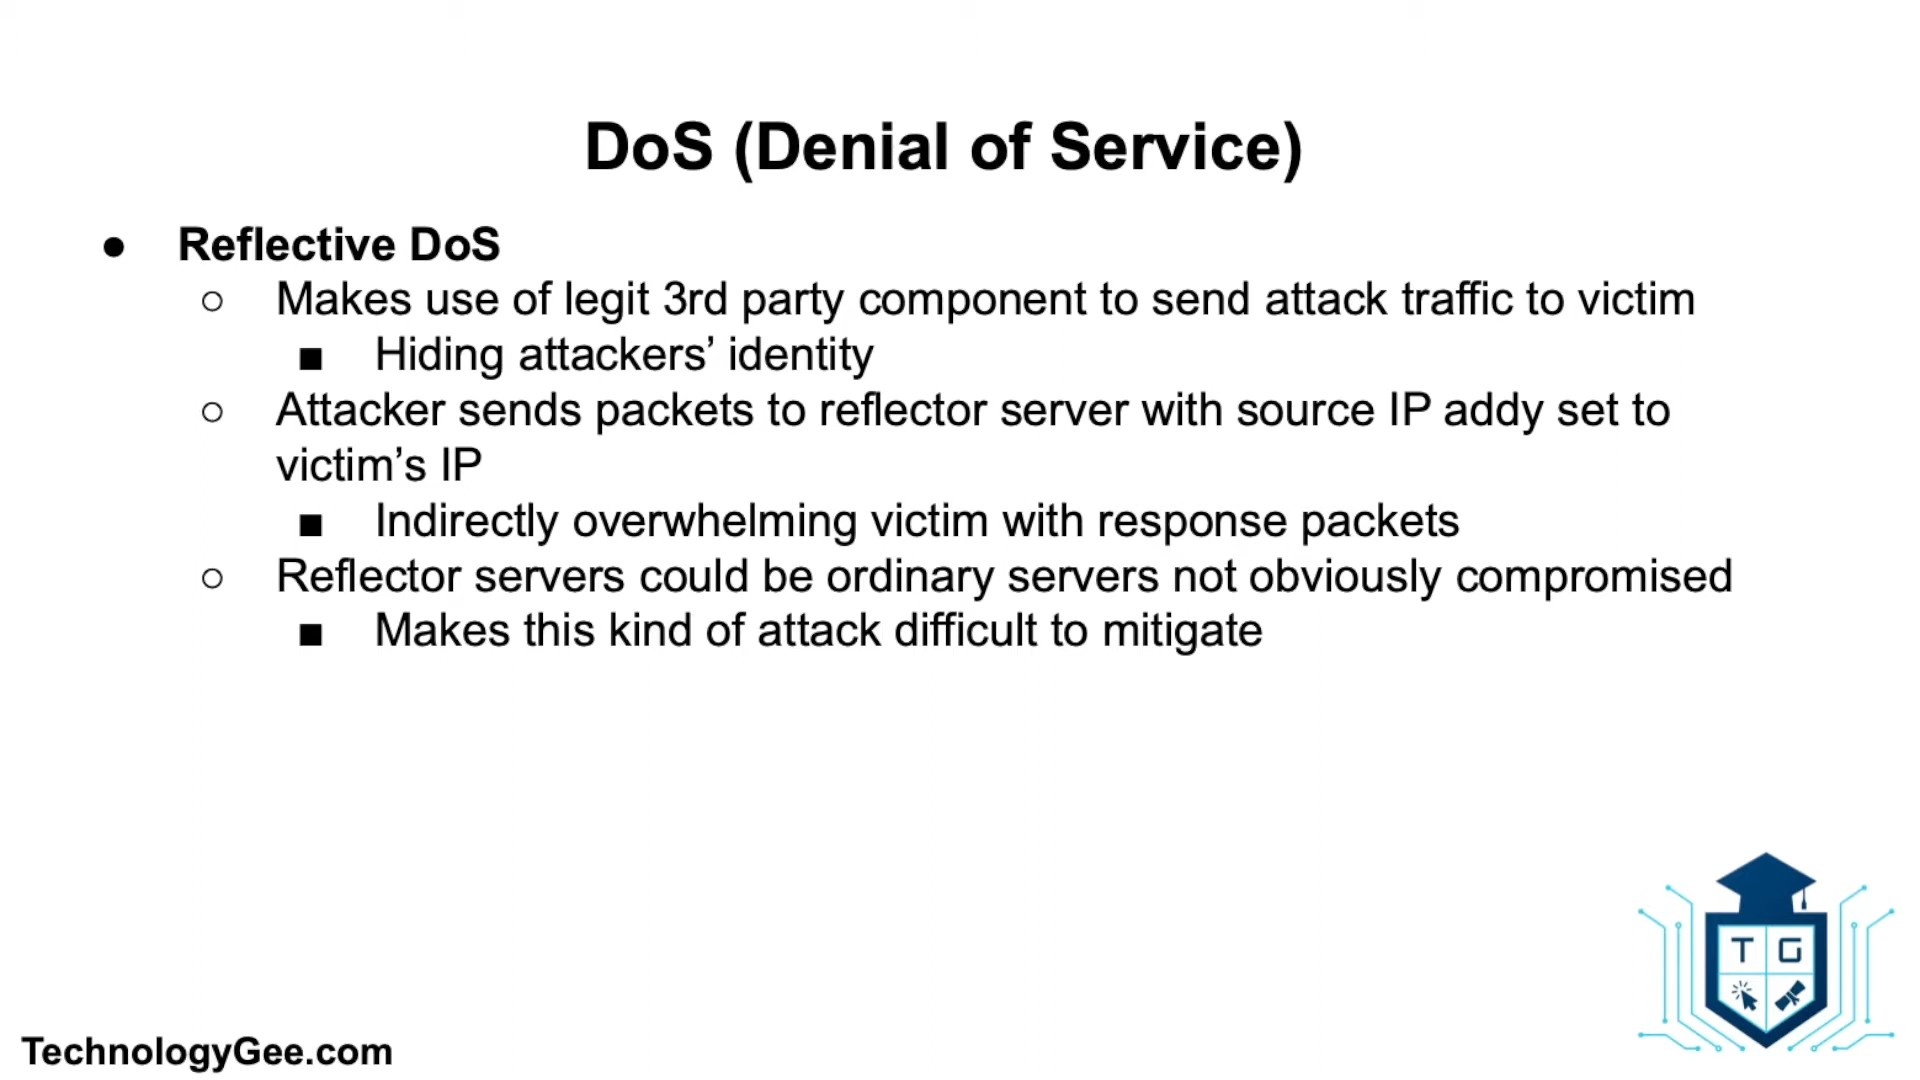 DoS (Denial of Service)
● Reflective DoS
○ Makes use of legit 3rd party component to send attack traffic to victim
■ Hiding attackers’ identity
○ Attacker sends packets to reflector server with source IP addy set to
victim’s IP
■ Indirectly overwhelming victim with response packets
○ Reflector servers could be ordinary servers not obviously compromised
■ Makes this kind of attack difficult to mitigate
T G
TechnologyGee.com